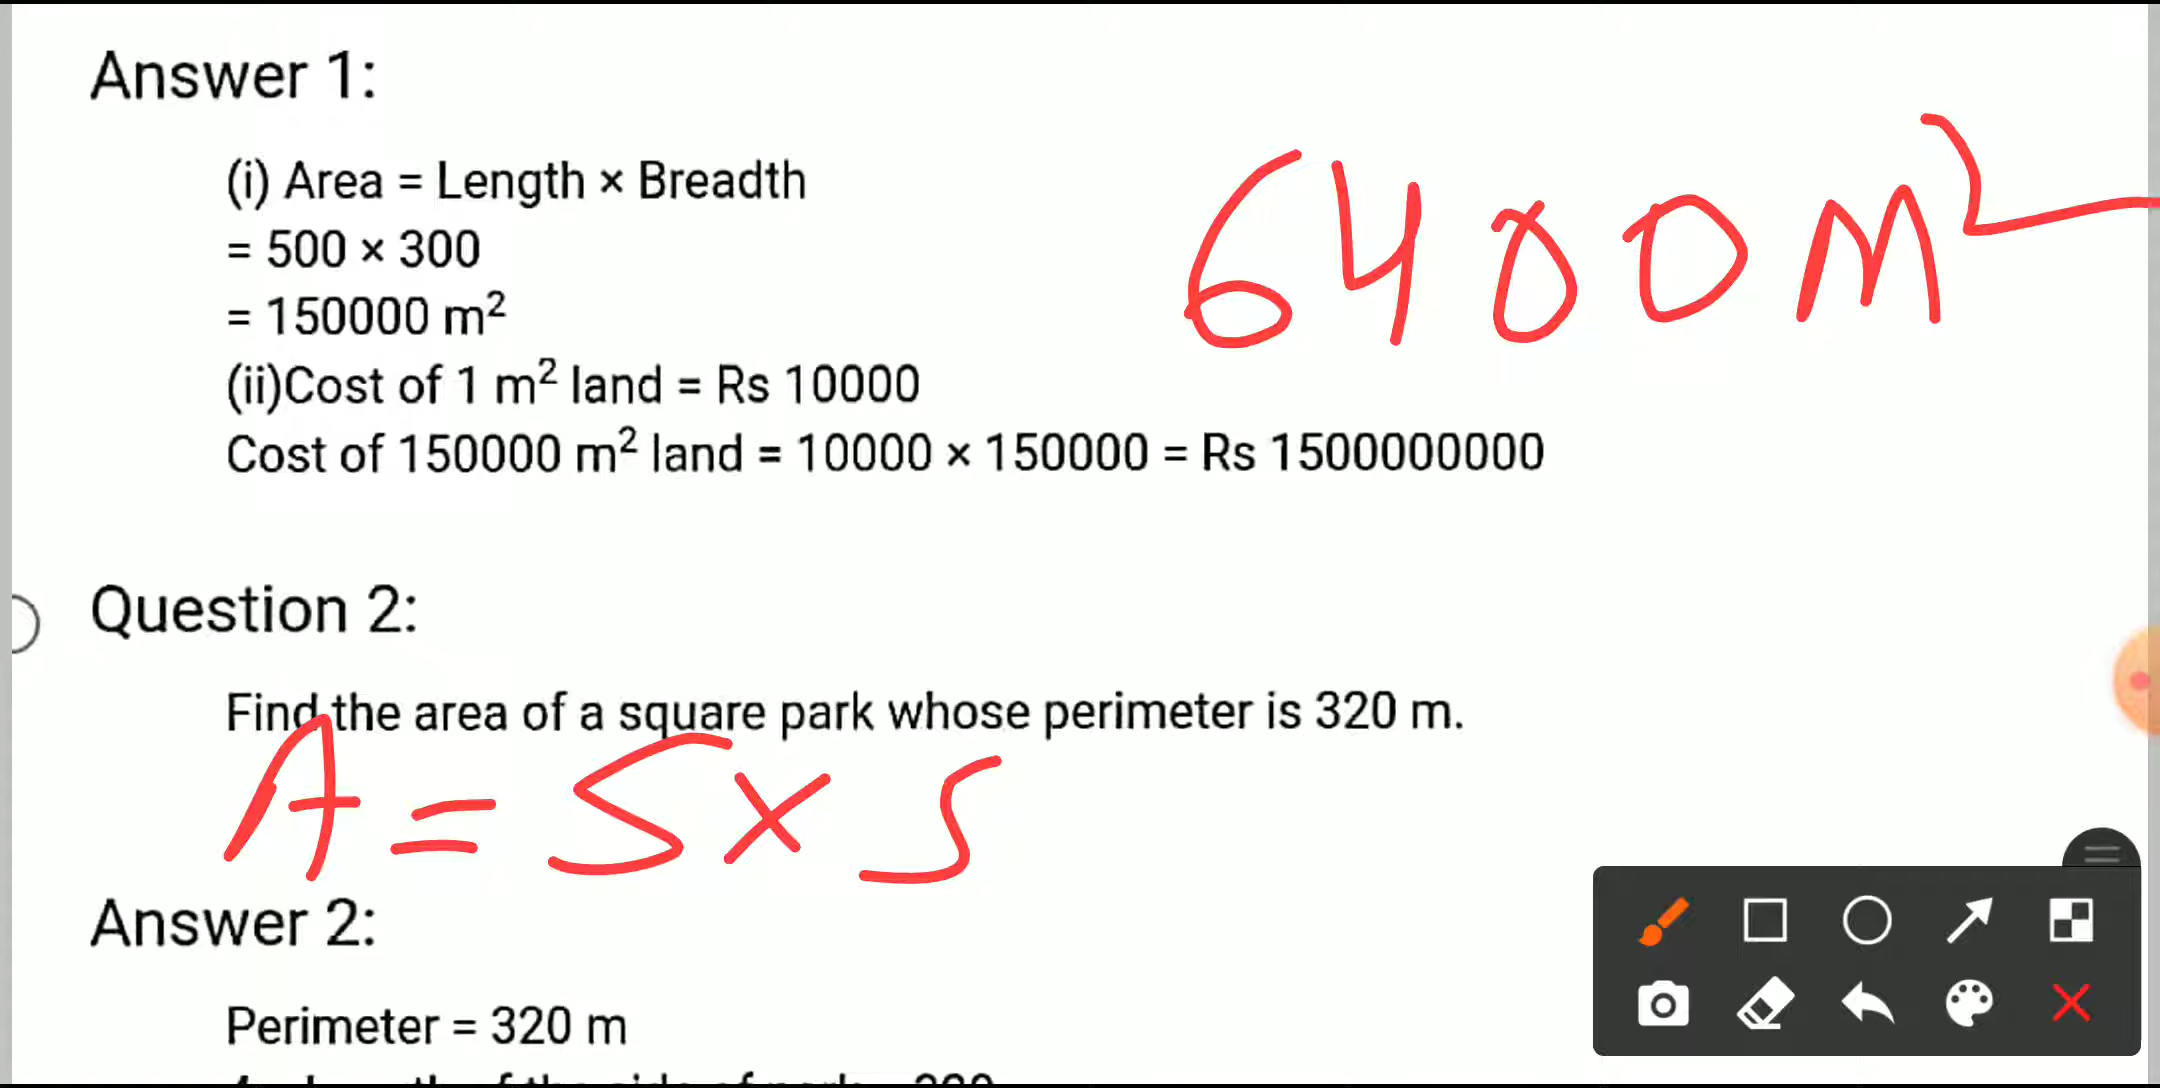 Answer 1:
(i) Area = Length × Breadth
= 500 × 300
= 150000 m²
(ii)Cost of 1 m² land = Rs 10000
Cost of 150000 m² land = 10000 × 150000 = Rs 1500000000
6400 M²
Question 2:
Find the area of a square park whose perimeter is 320 m.
A = S × S
Answer 2:
Perimeter = 320 m